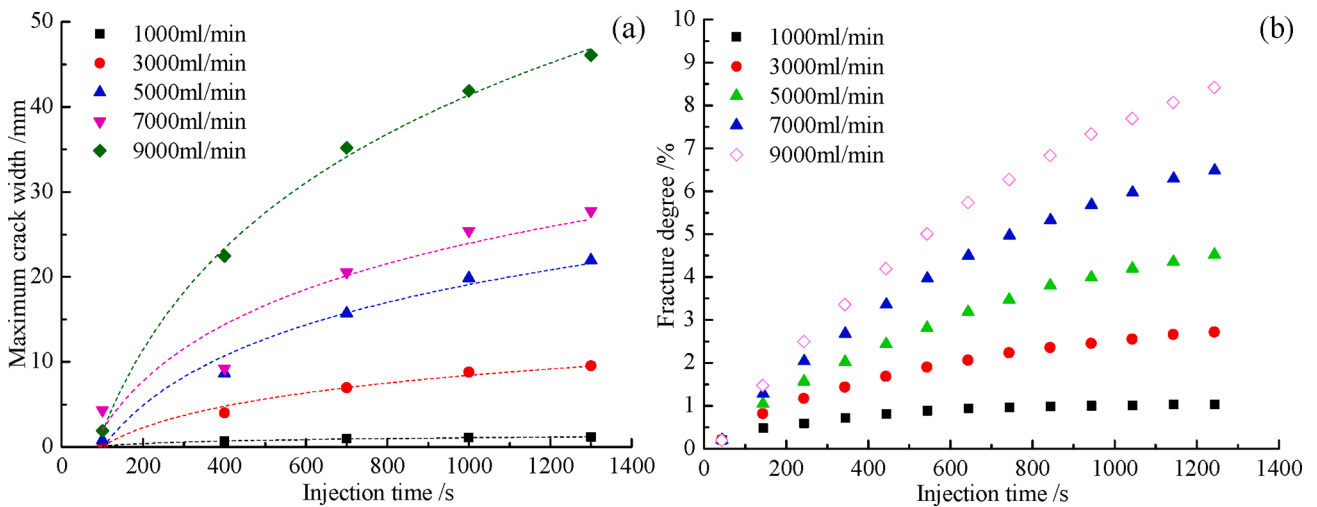 (a)
1000ml/min
3000ml/min
5000ml/min
7000ml/min
9000ml/min
Maximum crack width /mm
50
40
30
20
10
0
0 200 400 600 800 1000 1200 1400
Injection time /s
(b)
1000ml/min
3000ml/min
5000ml/min
7000ml/min
9000ml/min
Fracture degree /%
10
9
8
7
6
5
4
3
2
1
0
0 200 400 600 800 1000 1200 1400
Injection time /s